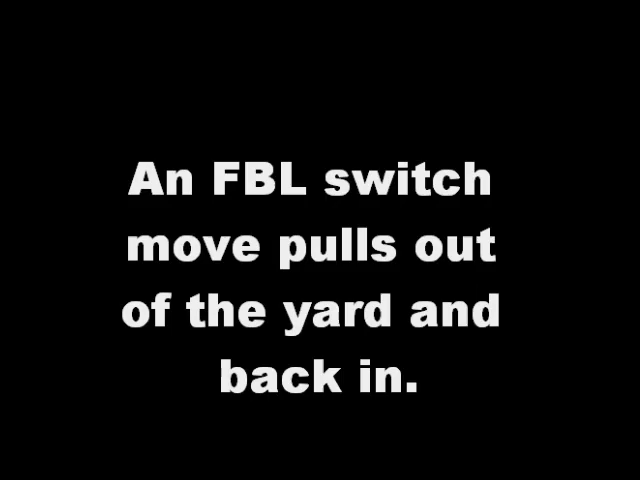 An FBL switch
move pulls out
of the yard and
back in.